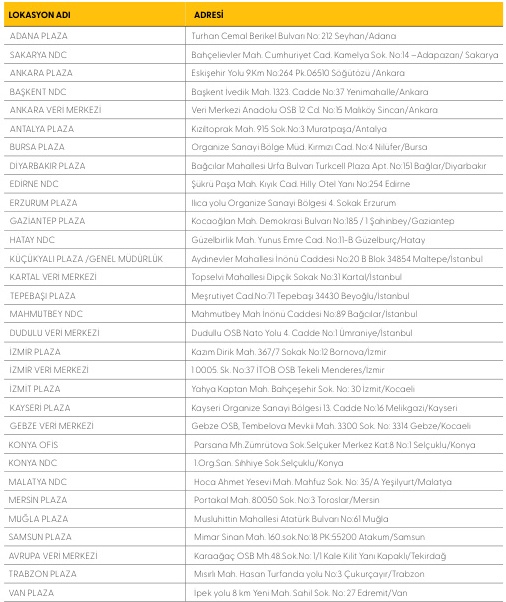 LOKASYON ADI ADRESİ
ADANA PLAZA Turhan Cemal Berikel Bulvarı No: 212 Seyhan/Adana
SAKARYA NDC Bahçelievler Mah. Cumhuriyet Cad. Kamelya Sok. No:14 –Adapazarı/ Sakarya
ANKARA PLAZA Eskişehir Yolu 9.Km No:264 Pk.06510 Söğütözü /Ankara
BAŞKENT NDC Başkent İvedik Mah. 1323. Cadde No:37 Yenimahalle/Ankara
ANKARA VERİ MERKEZİ Veri Merkezi Anadolu OSB 12 Cd. No:15 Malıköy Sincan/Ankara
ANTALYA PLAZA Kızıltoprak Mah. 915 Sok.No:3 Muratpaşa/Antalya
BURSA PLAZA Organize Sanayi Bölge Müd. Kırmızı Cad. No:4 Nilüfer/Bursa
DİYARBAKIR PLAZA Bağcılar Mahallesi Urfa Bulvarı Turkcell Plaza Apt. No:151 Bağlar/Diyarbakır
EDİRNE NDC Şükrü Paşa Mah. Kıyık Cad. Hilly Otel Yanı No:254 Edirne
ERZURUM PLAZA Ilıca yolu Organize Sanayi Bölgesi 4. Sokak Erzurum
GAZİANTEP PLAZA Kocaoğlan Mah. Demokrasi Bulvarı No:185 / 1 Şahinbey/Gaziantep
HATAY NDC Güzelbirlik Mah. Yunus Emre Cad. No:11-B Güzelburç/Hatay
KÜÇÜKYALI PLAZA /GENEL MÜDÜRLÜK Aydınevler Mahallesi İnönü Caddesi No:20 B Blok 34854 Maltepe/İstanbul
KARTAL VERİ MERKEZİ Topselvi Mahallesi Dipçik Sokak No:31 Kartal/İstanbul
TEPEBAŞI PLAZA Meşrutiyet Cad.No:71 Tepebaşı 34430 Beyoğlu/İstanbul
MAHMUTBEY NDC Mahmutbey Mah İnönü Caddesi No:89 Bağcılar/İstanbul
DUDULLU VERİ MERKEZİ Dudullu OSB Nato Yolu 4. Cadde No:1 Ümraniye/İstanbul
İZMİR PLAZA Kazım Dirik Mah. 367/7 Sokak No:12 Bornova/İzmir
İZMİR VERİ MERKEZİ 1 0005. Sk. No:37 İTOB OSB Tekeli Menderes/İzmir
İZMİT PLAZA Yahya Kaptan Mah. Bahçeşehir Sok. No: 30 İzmit/Kocaeli
KAYSERİ PLAZA Kayseri Organize Sanayi Bölgesi 13. Cadde No:16 Melikgazi/Kayseri
GEBZE VERİ MERKEZİ Gebze OSB, Tembelova Mevkii Mah. 3300 Sok. No: 3314 Gebze/Kocaeli
KONYA OFİS Parsana Mh Zümrütova Sok.Selçuker Merkez Kat:8 No:1 Selçuklu/Konya
KONYA NDC 1.Org.San. Sıhhiye Sok.Selçuklu/Konya
MALATYA NDC Hoca Ahmet Yesevi Mah. Mahfuz Sok. No: 35/A Yeşilyurt/Malatya
MERSİN PLAZA Portakal Mah. 80050 Sok. No:3 Toroslar/Mersin
MUĞLA PLAZA Musluhittin Mahallesi Atatürk Bulvarı No:61 Muğla
SAMSUN PLAZA Mimar Sinan Mah. 160.sok.No:18 PK:55200 Atakum/Samsun
AVRUPA VERİ MERKEZİ Karaağaç OSB Mh.48.Sok No: 1/1 Kale Kilit Yanı Kapaklı/Tekirdağ
TRABZON PLAZA Mısırlı Mah. Hasan Turfanda yolu No:3 Çukurçayır/Trabzon
VAN PLAZA İpek yolu 8 km Yeni Mah. Sahil Sok. No: 27 Edremit/Van